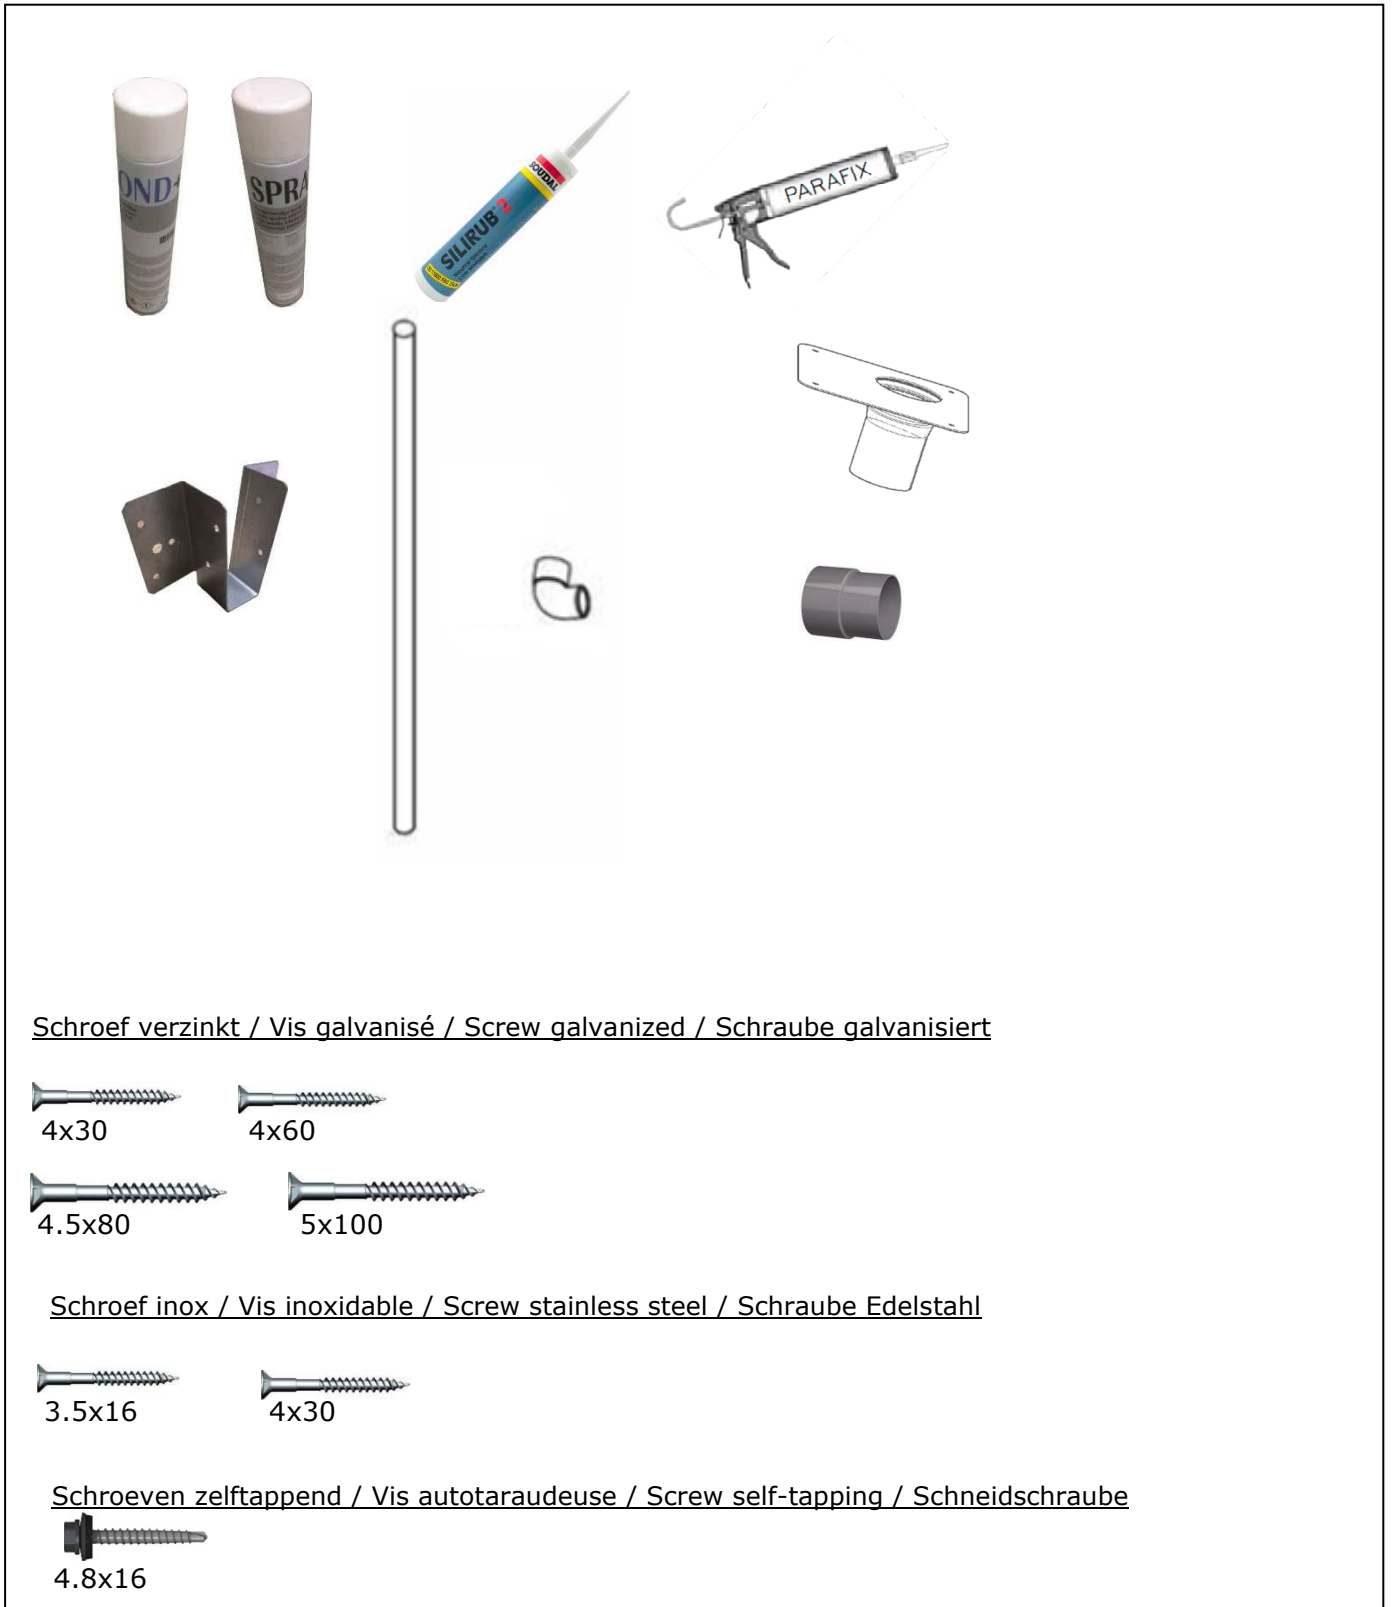 OND+
SPRA
SOUDAL
SILIRUB 2
PARAFIX
Schroef verzinkt / Vis galvanisé / Screw galvanized / Schraube galvanisiert
4x30
4x60
4.5x80
5x100
Schroef inox / Vis inoxidable / Screw stainless steel / Schraube Edelstahl
3.5x16
4x30
Schroeven zelftappend / Vis autotaraudeuse / Screw self-tapping / Schneidschraube
4.8x16